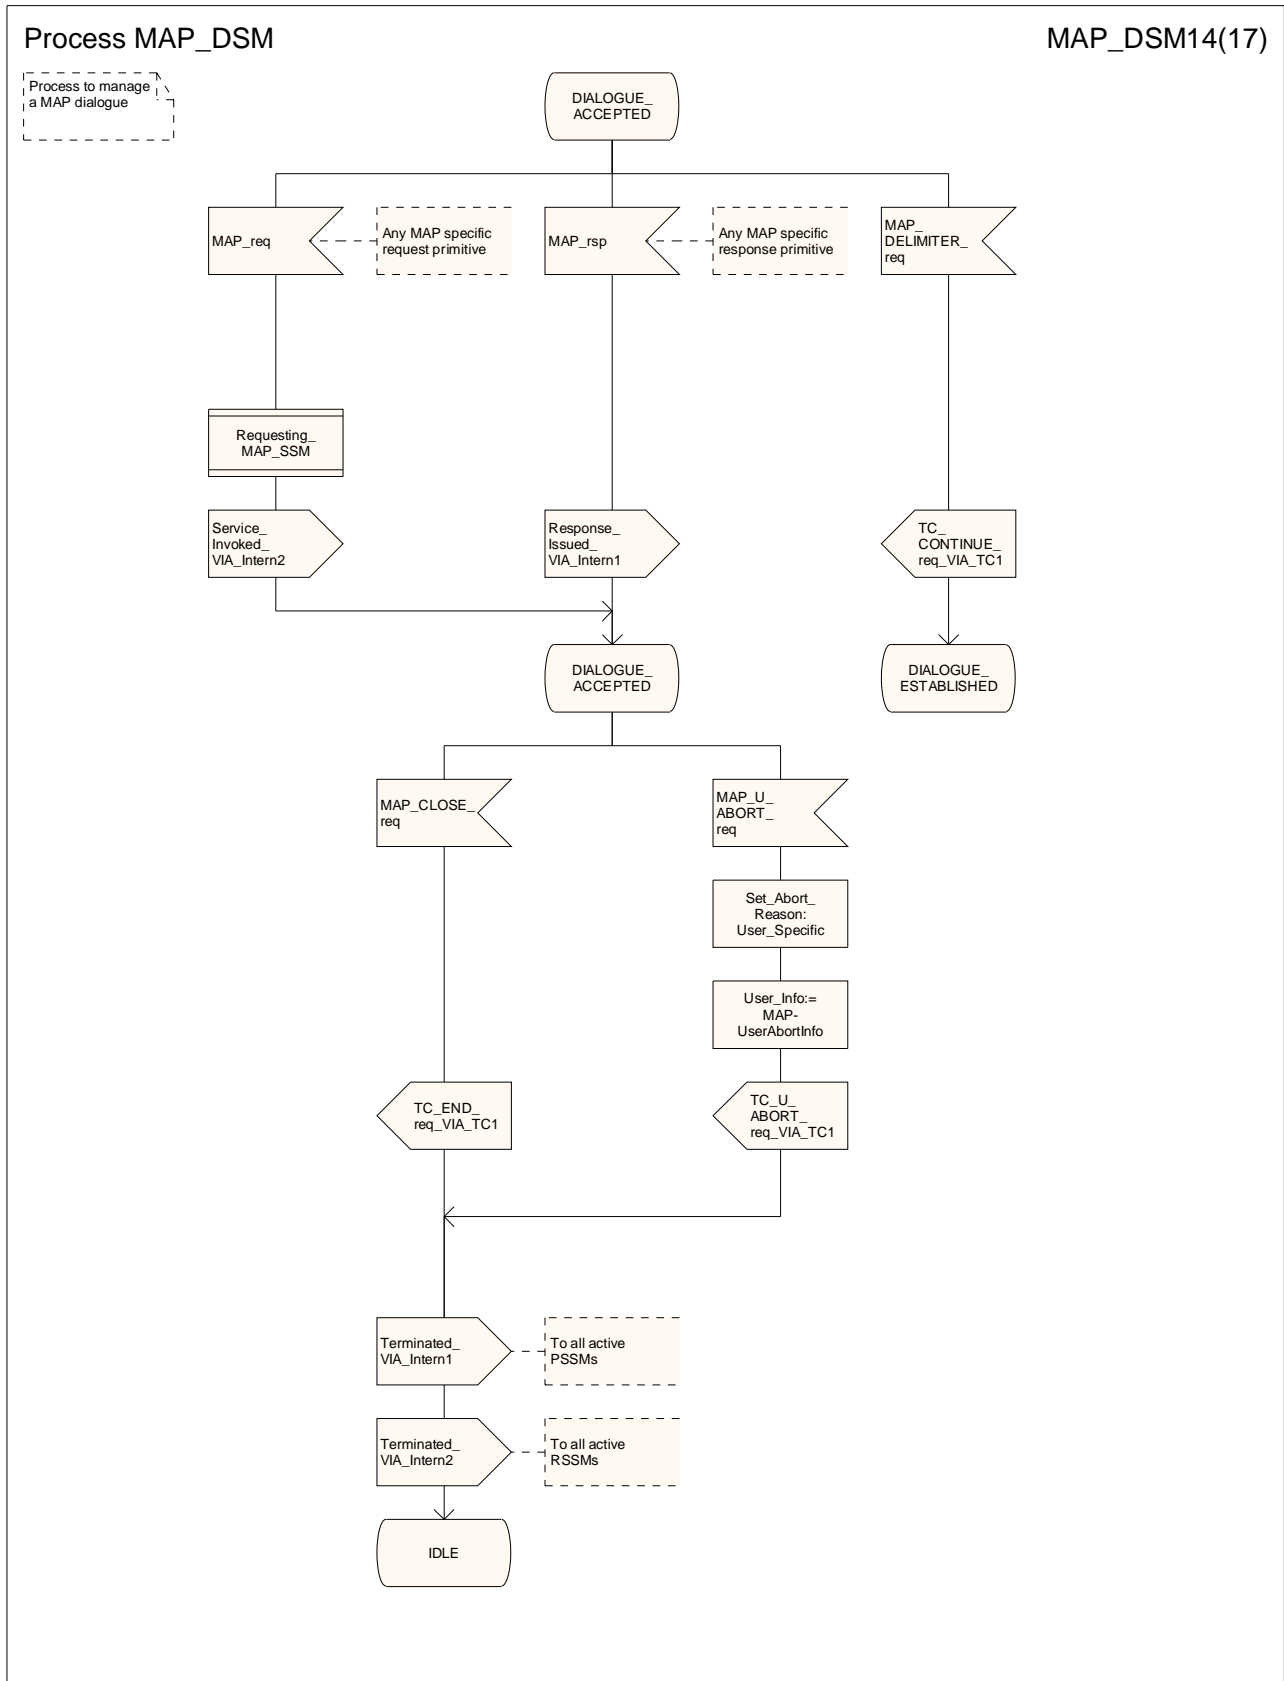 Process MAP_DSM
MAP_DSM14(17)
Process to manage
a MAP dialogue
DIALOGUE_
ACCEPTED
MAP_req
Any MAP specific
request primitive
MAP_rsp
Any MAP specific
response primitive
MAP_
DELIMITER_
req
Requesting_
MAP_SSM
Service_
Invoked_
VIA_Intern2
Response_
Issued_
VIA_Intern1
TC_
CONTINUE_
req_VIA_TC1
DIALOGUE_
ACCEPTED
DIALOGUE_
ESTABLISHED
MAP_CLOSE_
req
MAP_U_
ABORT_
req
Set_Abort_
Reason:
User_Specific
User_Info:=
MAP-
UserAbortInfo
TC_END_
req_VIA_TC1
TC_U_
ABORT_
req_VIA_TC1
Terminated_
VIA_Intern1
To all active
PSSMs
Terminated_
VIA_Intern2
To all active
RSSMs
IDLE